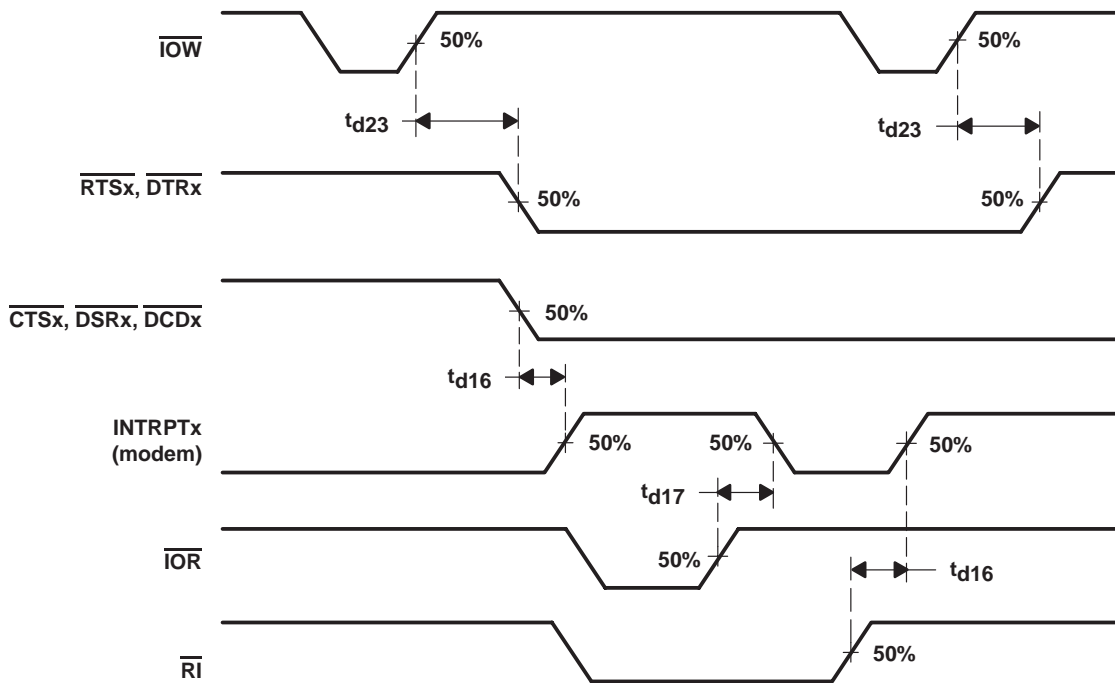 IOW
50%
50%
td23
td23
RTSx, DTRx
50%
50%
CTSx, DSRx, DCDx
50%
td16
INTRPTx
(modem)
50%
50%
50%
td17
IOR
50%
td16
RI
50%